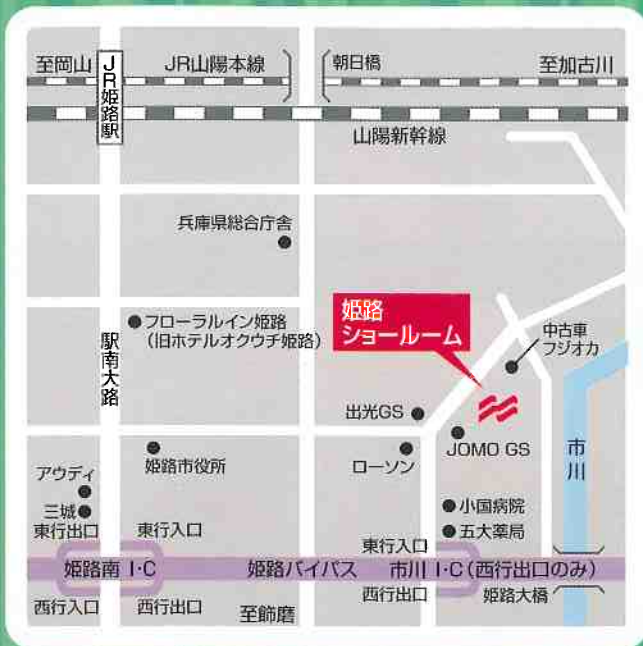 至岡山
JR姫路駅
JR山陽本線
朝日橋
至加古川
山陽新幹線
兵庫県総合庁舎
姫路
ショールーム
フローラルイン姫路
(旧ホテルオクウチ姫路)
中古車
フジオカ
駅南大路
出光GS
JOMO GS
市川
姫路市役所
ローソン
アウディ
三城
小国病院
五大薬局
東行出口
東行入口
東行入口
姫路南 I・C
姫路バイパス
市川 I・C(西行出口のみ)
西行入口
西行出口
西行出口
姫路大橋
至飾磨